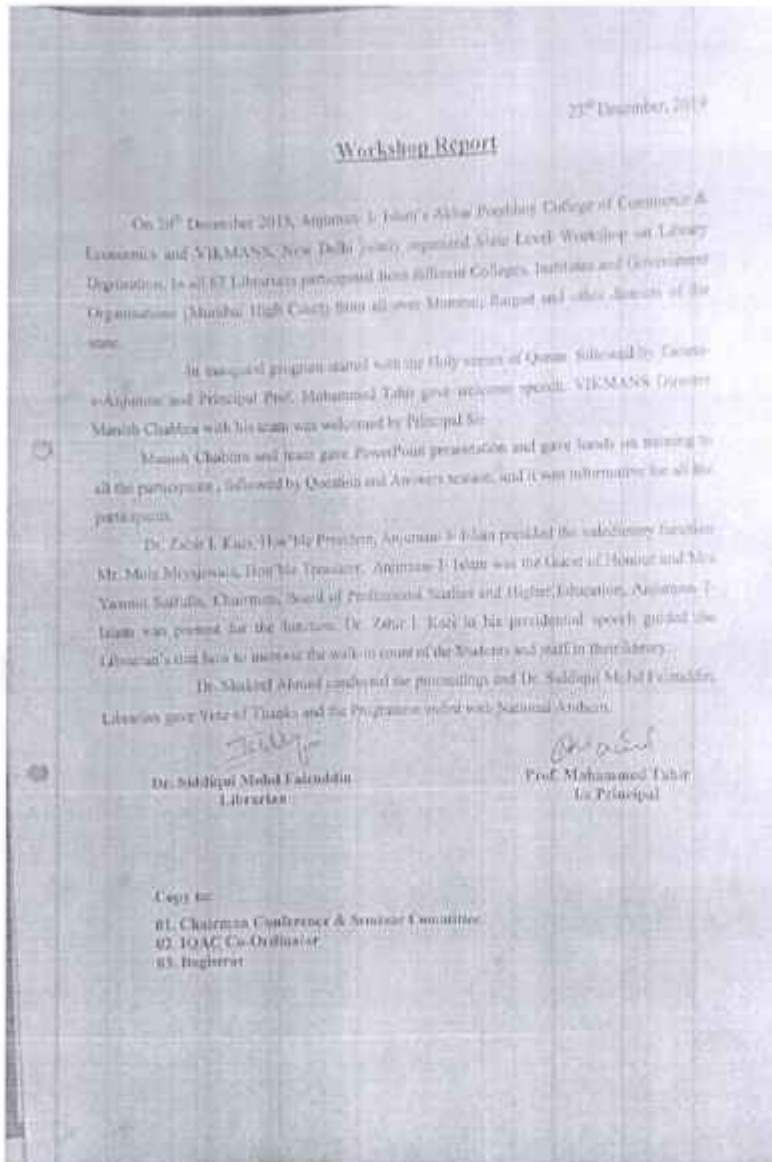 23rd December, 2019
Workshop Report
On 20th December 2019, Anjuman-I-Islam's Akbar Peerbhoy College of Commerce &
Economics and VIKMANS, New Delhi jointly organized State Level Workshop on Library
In all 67 Librarians participated from different Colleges, Institutes and Government
Organisations (Mumbai High Court) from all over Mumbai, Raigad and other districts of the
state.
An inaugural program started with the Holy verses of Quran followed by Tarana-
e-Anjuman and Principal Prof. Mohammed Tahir gave welcome speech. VIKMANS Director
Manish Chabbra with his team was welcomed by Principal Sir.
Manish Chabbra and team gave PowerPoint presentation and gave hands on training to
all the participants, followed by Question and Answers session, and it was informative for all the
participants.
Dr. Zahir I. Kazi, Hon'ble President, Anjuman-I-Islam presided the valedictory function
Mr. Moiz Hon'ble Treasurer, Anjuman-I-Islam was the Guest of Honour and Mrs.
Yasmin Saifulla, Chairman, Board of Professional Studies and Higher Education, Anjuman-I-
Islam was present for the function. Dr. Zahir I. Kazi in his presidential speech guided the
Librarian's that how to increase the walk-in count of the Students and staff in their library.
Dr. Shakeel Ahmed conducted the proceedings and Dr. Siddiqui Mohd Faizuddin,
Librarian gave Vote of Thanks and the Programme ended with National Anthem.
Dr. Siddiqui Mohd Faizuddin
Librarian
Prof. Mohammed Tahir
I/c Principal
Copy to:
01. Chairman Conference & Seminar Committee
02. IQAC Co-Ordinator
03. Registrar